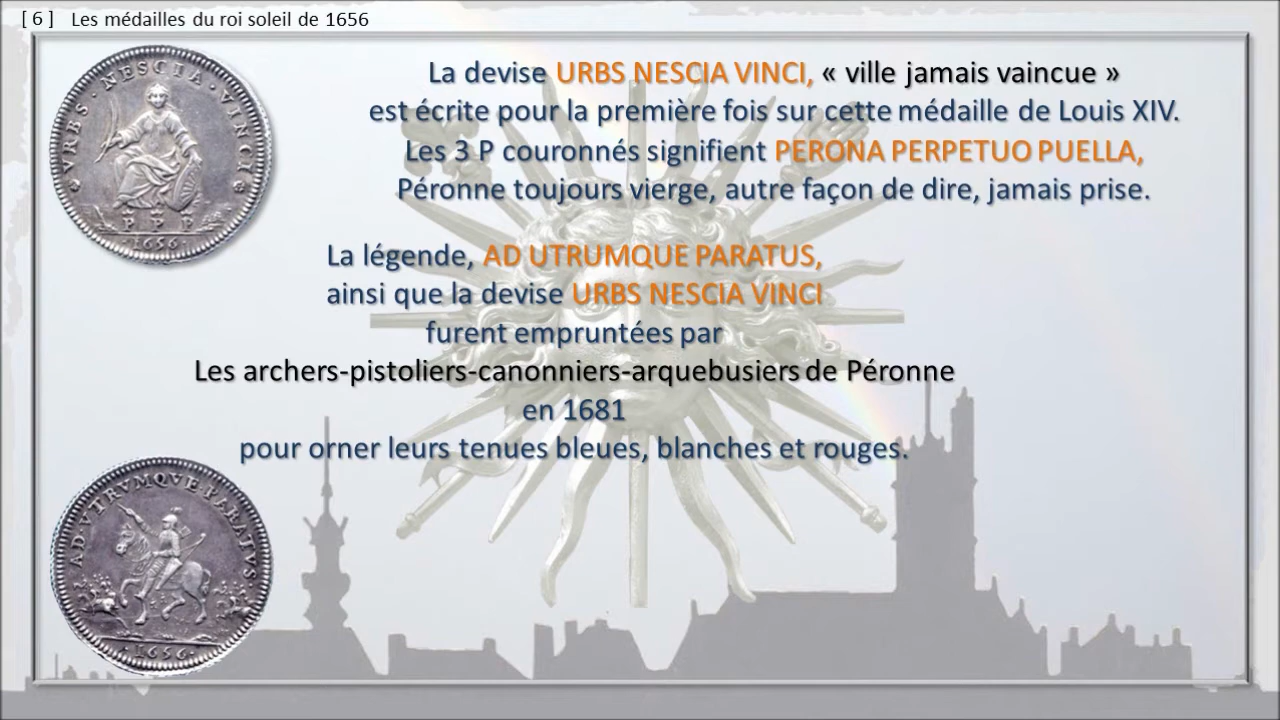 [ 6 ] Les médailles du roi soleil de 1656
VRBS · NESCIA · VINCI
P P P
· 1656 ·
La devise URBS NESCIA VINCI, « ville jamais vaincue »
est écrite pour la première fois sur cette médaille de Louis XIV.
Les 3 P couronnés signifient PERONA PERPETUO PUELLA,
Péronne toujours vierge, autre façon de dire, jamais prise.
La légende, AD UTRUMQUE PARATUS,
ainsi que la devise URBS NESCIA VINCI
furent empruntées par
Les archers-pistoliers-canonniers-arquebusiers de Péronne
en 1681
pour orner leurs tenues bleues, blanches et rouges.
AD · VTRVMQVE PARATVS ·
· 1656 ·